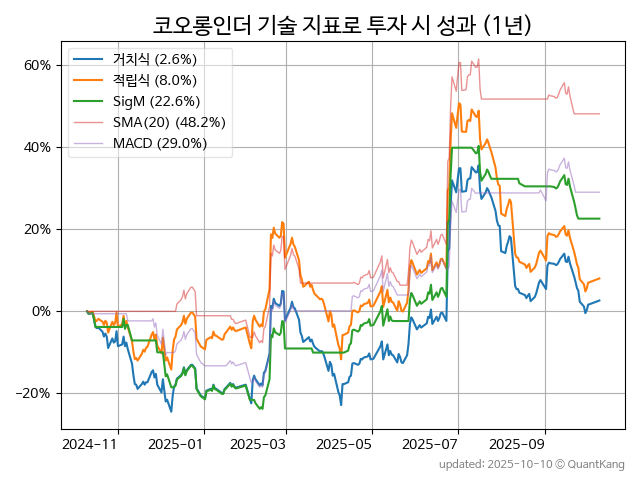 코오롱인더 기술 지표로 투자 시 성과 (1년)
거치식 (2.6%)
적립식 (8.0%)
SigM (22.6%)
SMA(20) (48.2%)
MACD (29.0%)
60%
40%
20%
0%
−20%
2024-11 2025-01 2025-03 2025-05 2025-07 2025-09
updated: 2025-10-10 © QuantKang